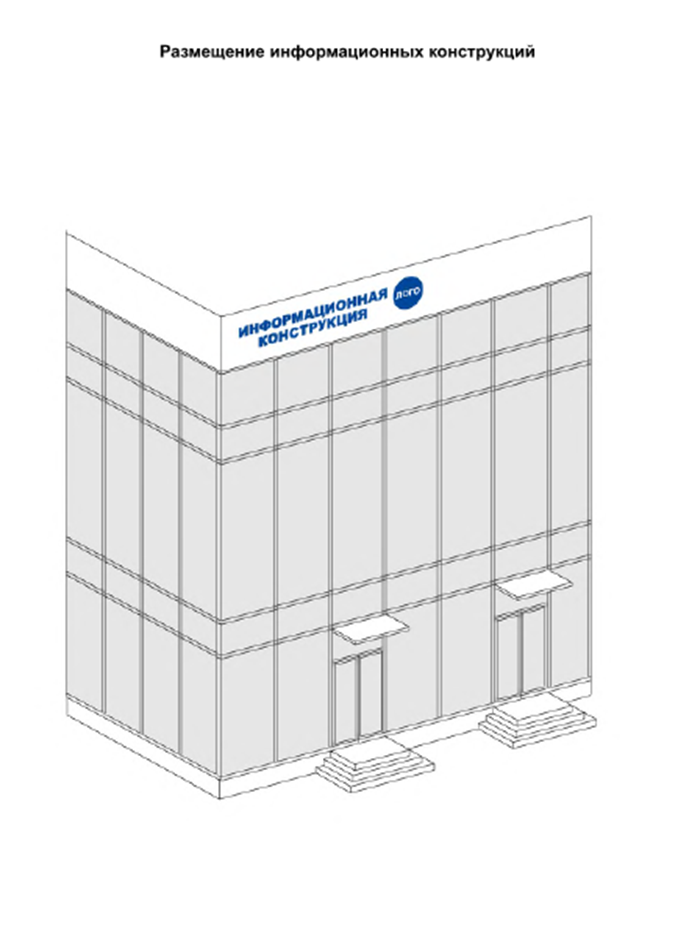 Размещение информационных конструкций
ИНФОРМАЦИОННАЯ
КОНСТРУКЦИЯ
ЛОГО